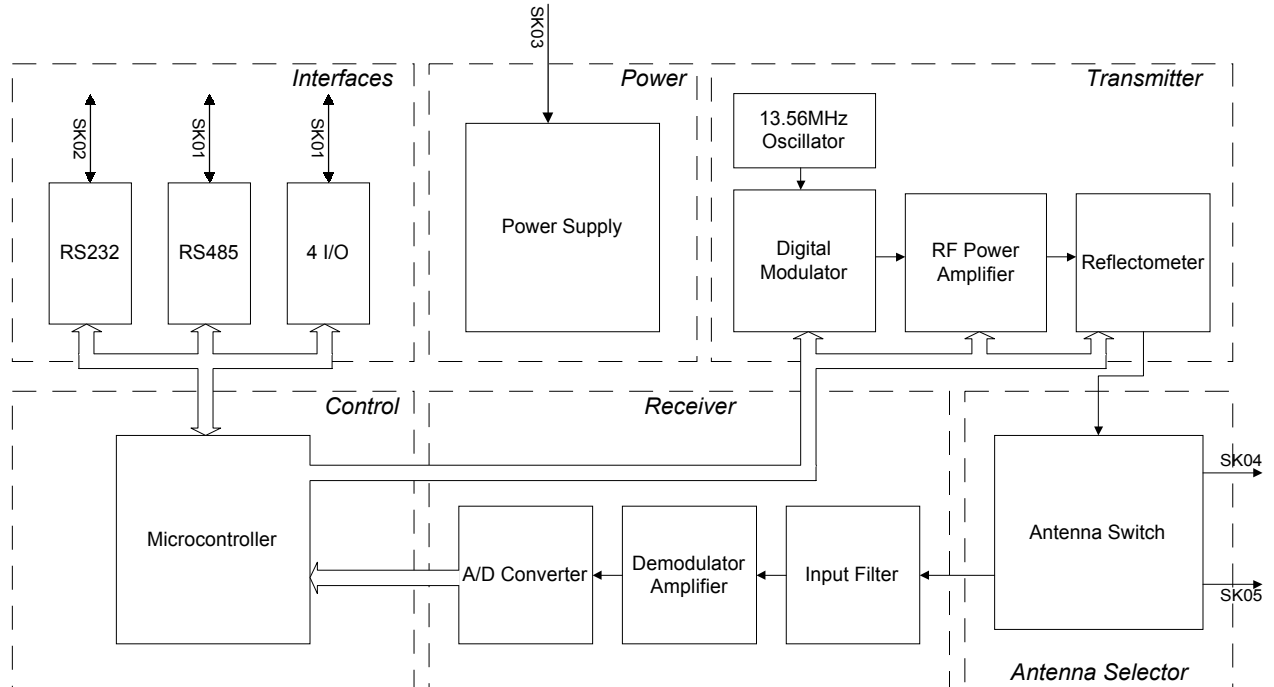 SK03
Interfaces
Power
Transmitter
SK02
SK01
SK01
13.56MHz
Oscillator
RS232
RS485
4 I/O
Power Supply
Digital
Modulator
RF Power
Amplifier
Reflectometer
Control
Receiver
Microcontroller
A/D Converter
Demodulator
Amplifier
Input Filter
Antenna Switch
SK04
SK05
Antenna Selector